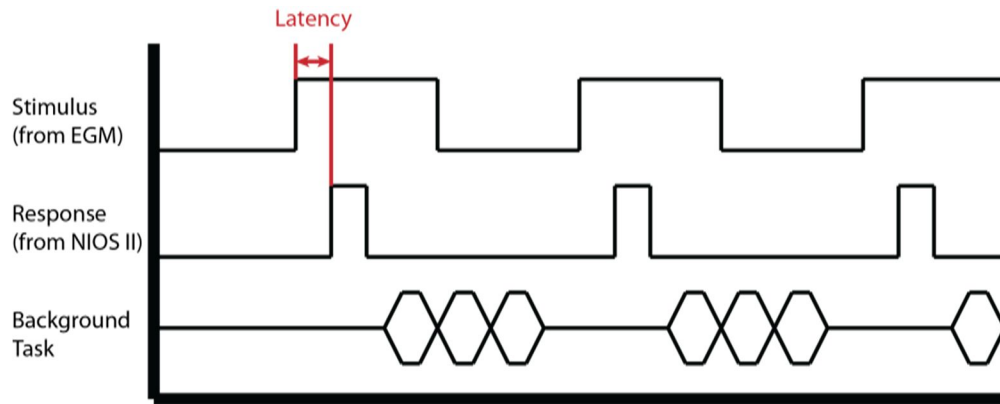 Latency
Stimulus
(from EGM)
Response
(from NIOS II)
Background
Task